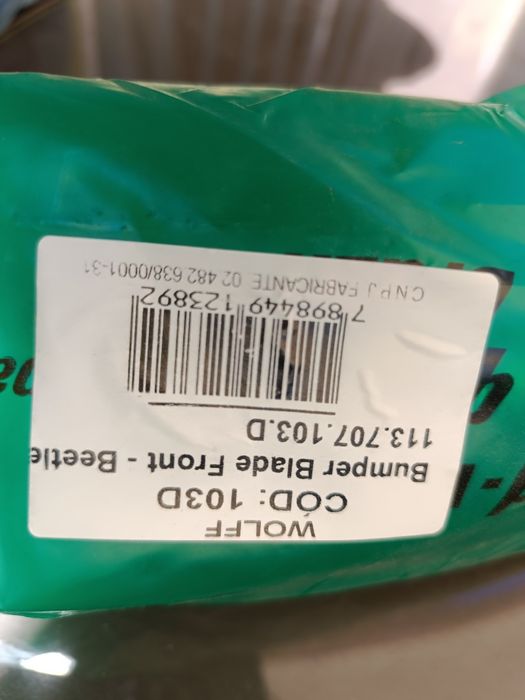 WOLFF
CÓD: 103D
Bumper Blade Front - Beetle
113.707.103.D
7 898449 123892
C N P J FABRICANTE 02 482 638/0001-31